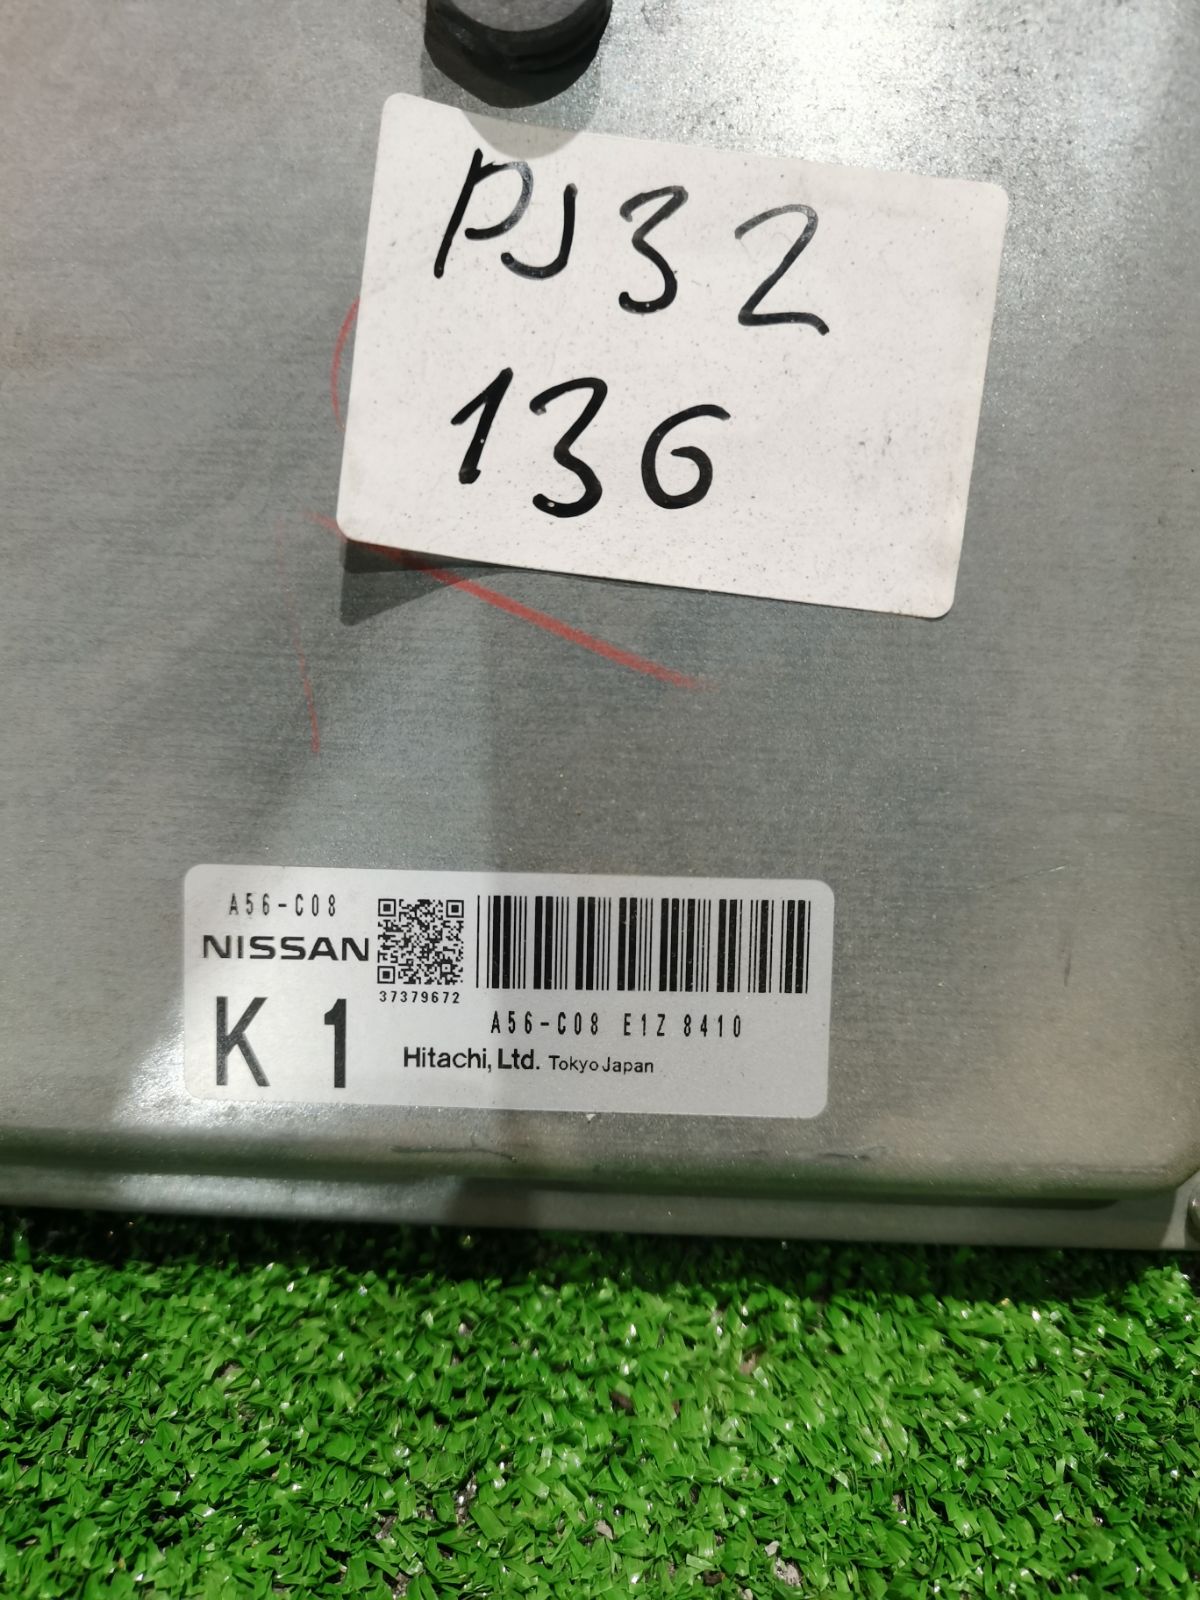 PJ32
136
A56-C08
NISSAN
37379672
K 1
A56-C08 E1Z 8410
Hitachi, Ltd. Tokyo Japan